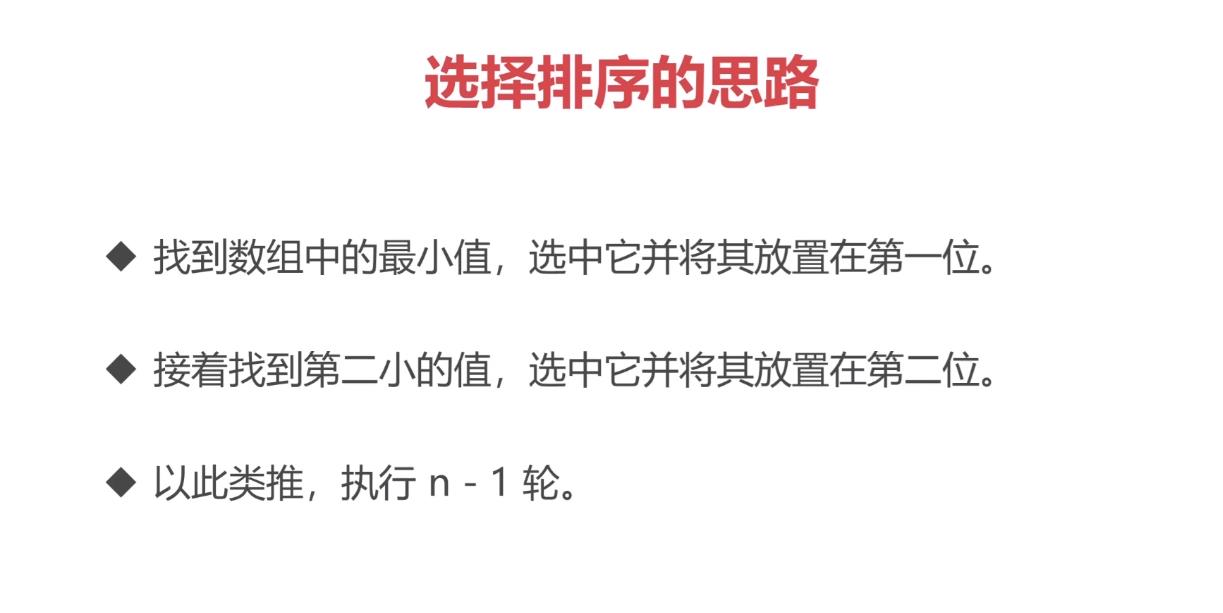 选择排序的思路
◆ 找到数组中的最小值，选中它并将其放置在第一位。
◆ 接着找到第二小的值，选中它并将其放置在第二位。
◆ 以此类推，执行 n - 1 轮。